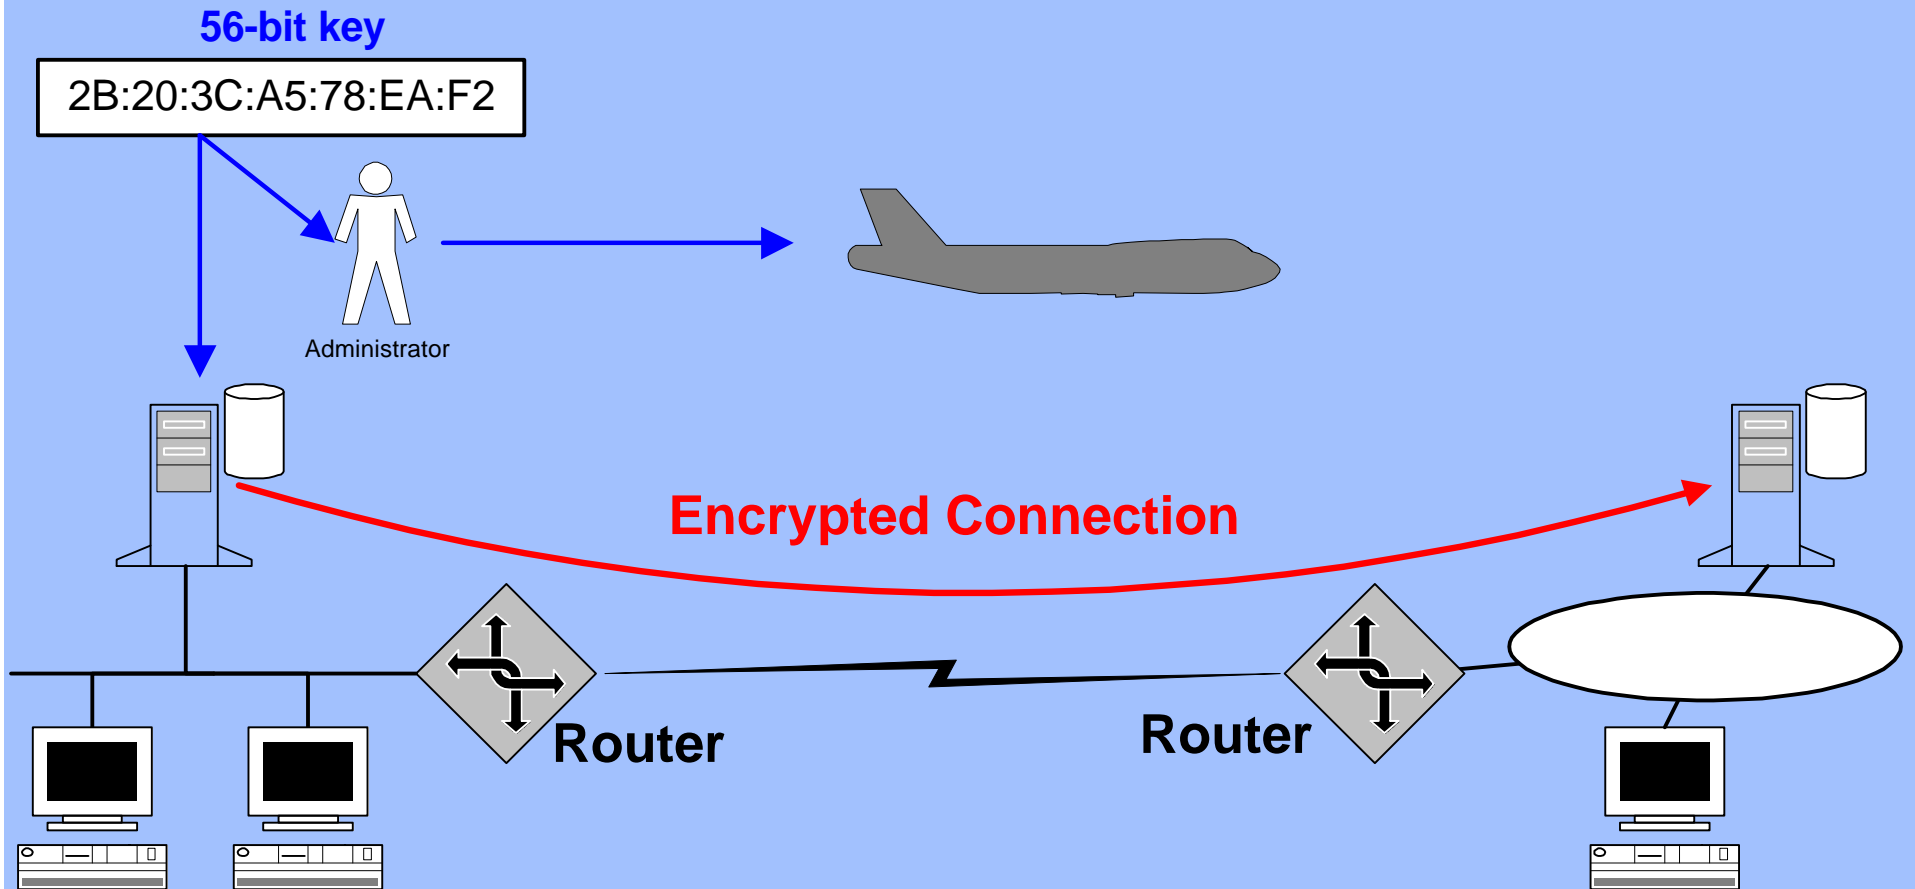 56-bit key
2B:20:3C:A5:78:EA:F2
Administrator
Encrypted Connection
Router
Router